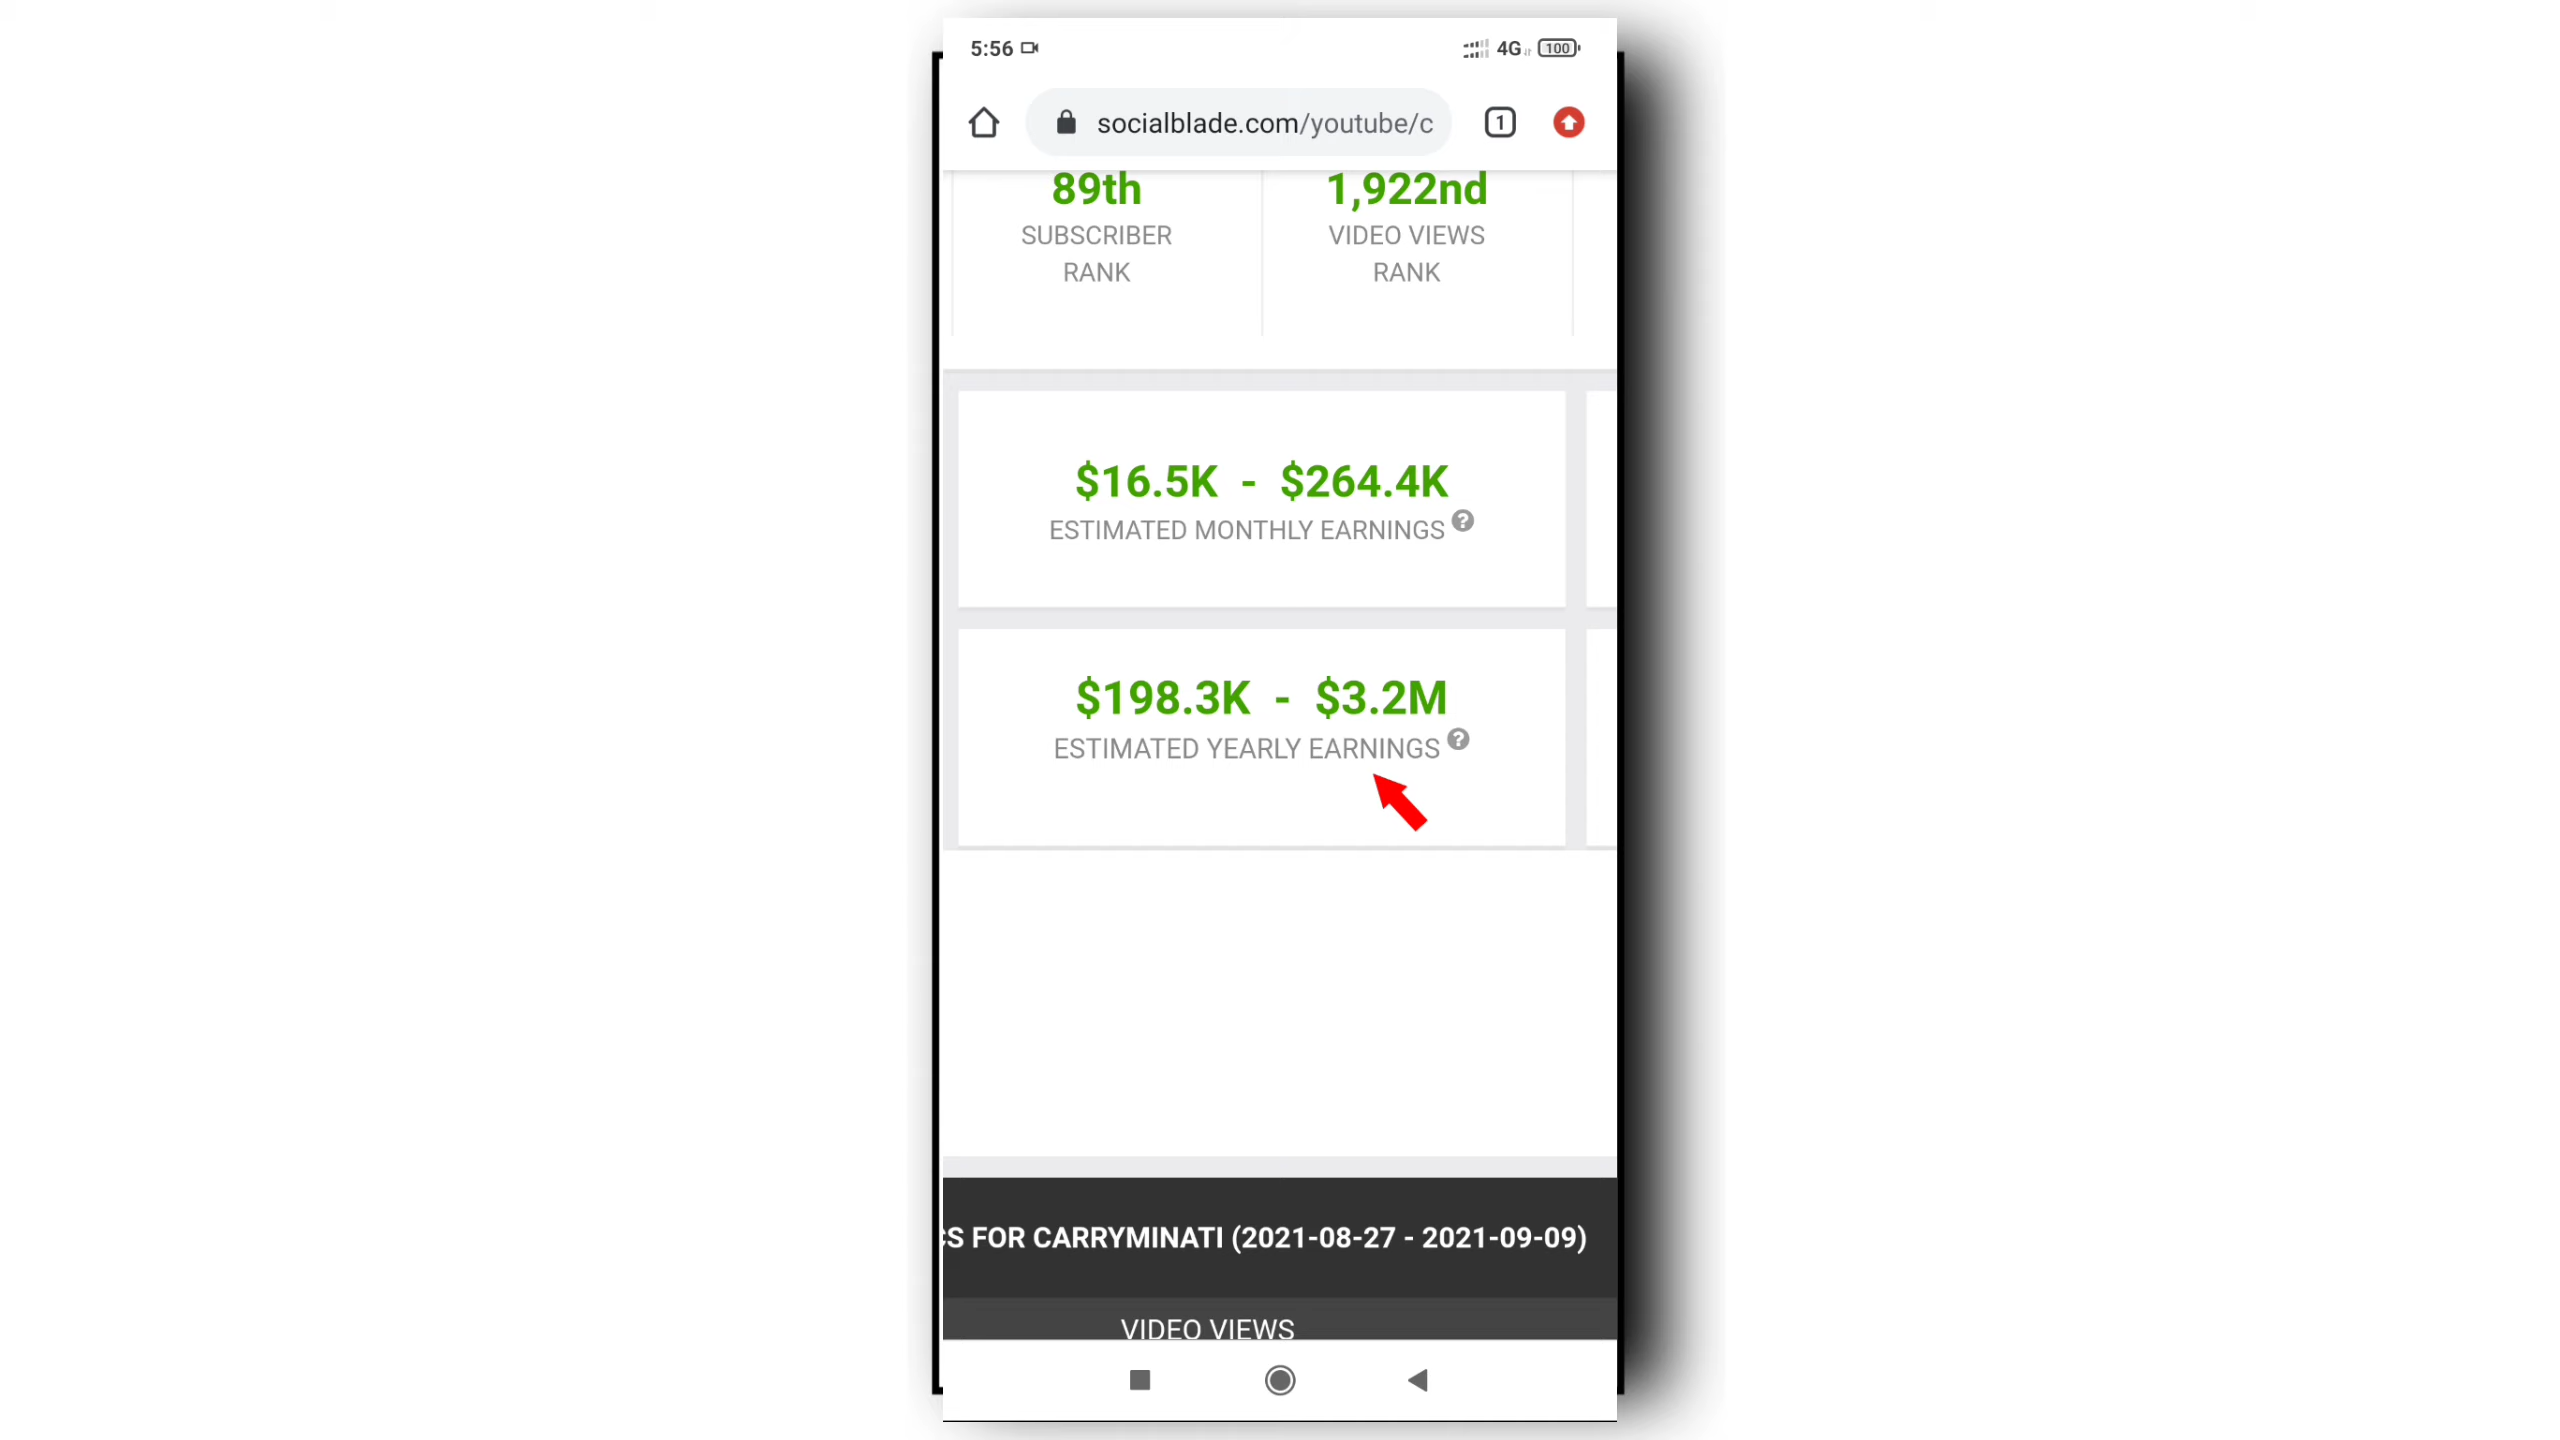 5:56 4G 100
socialblade.com/youtube/c 1
89th 1,922nd
SUBSCRIBER VIDEO VIEWS
RANK RANK
$16.5K - $264.4K
ESTIMATED MONTHLY EARNINGS ?
$198.3K - $3.2M
ESTIMATED YEARLY EARNINGS ?
CS FOR CARRYMINATI (2021-08-27 - 2021-09-09)
VIDEO VIEWS